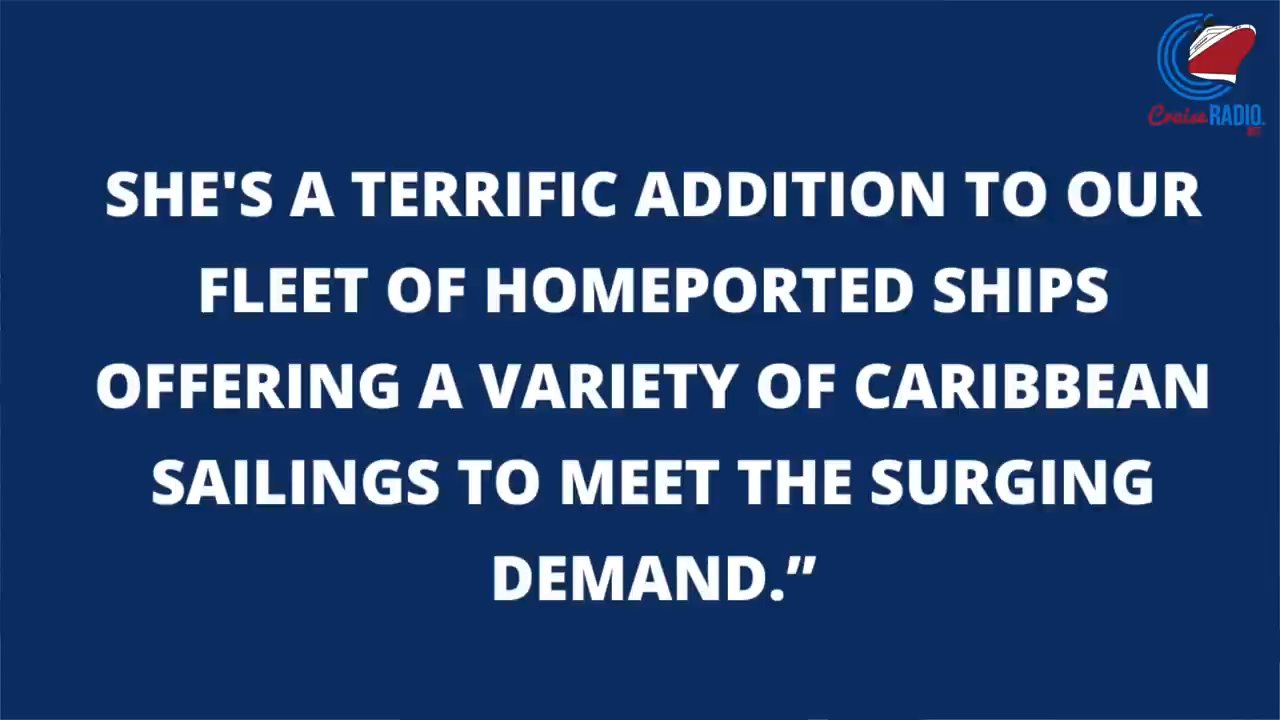 Cruise RADIO.
SHE'S A TERRIFIC ADDITION TO OUR
FLEET OF HOMEPORTED SHIPS
OFFERING A VARIETY OF CARIBBEAN
SAILINGS TO MEET THE SURGING
DEMAND.”